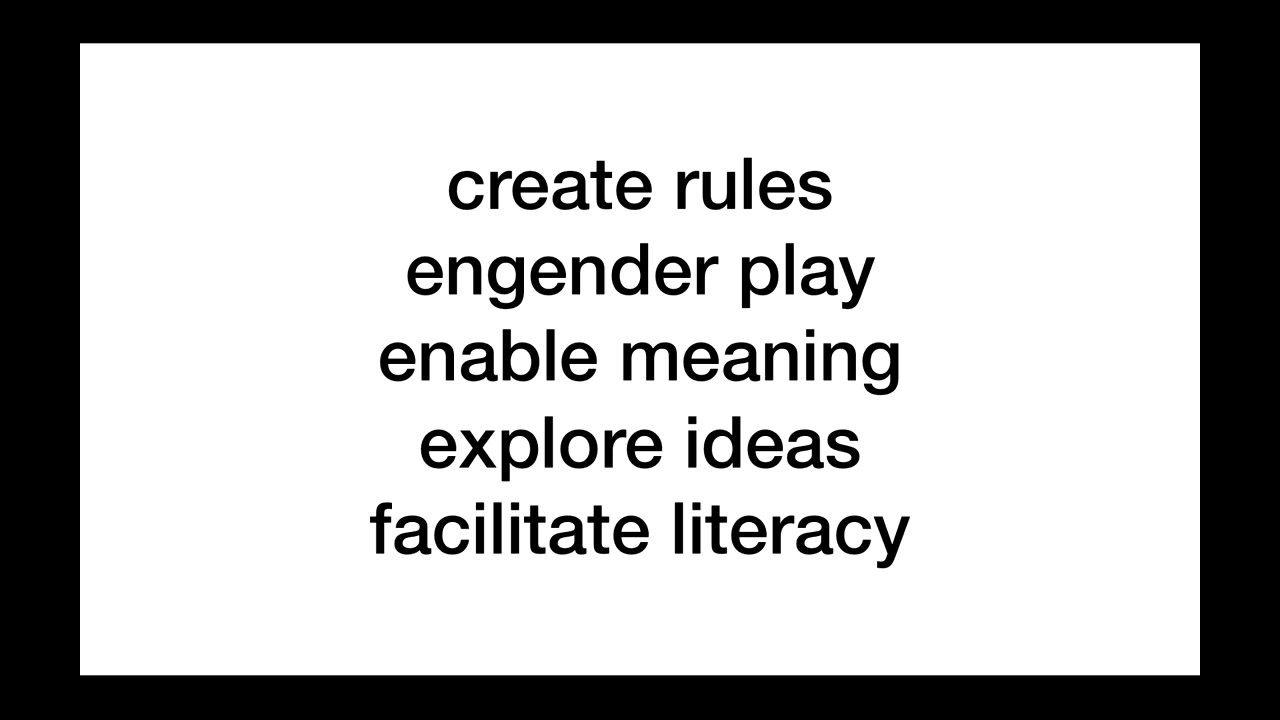 create rules
engender play
enable meaning
explore ideas
facilitate literacy